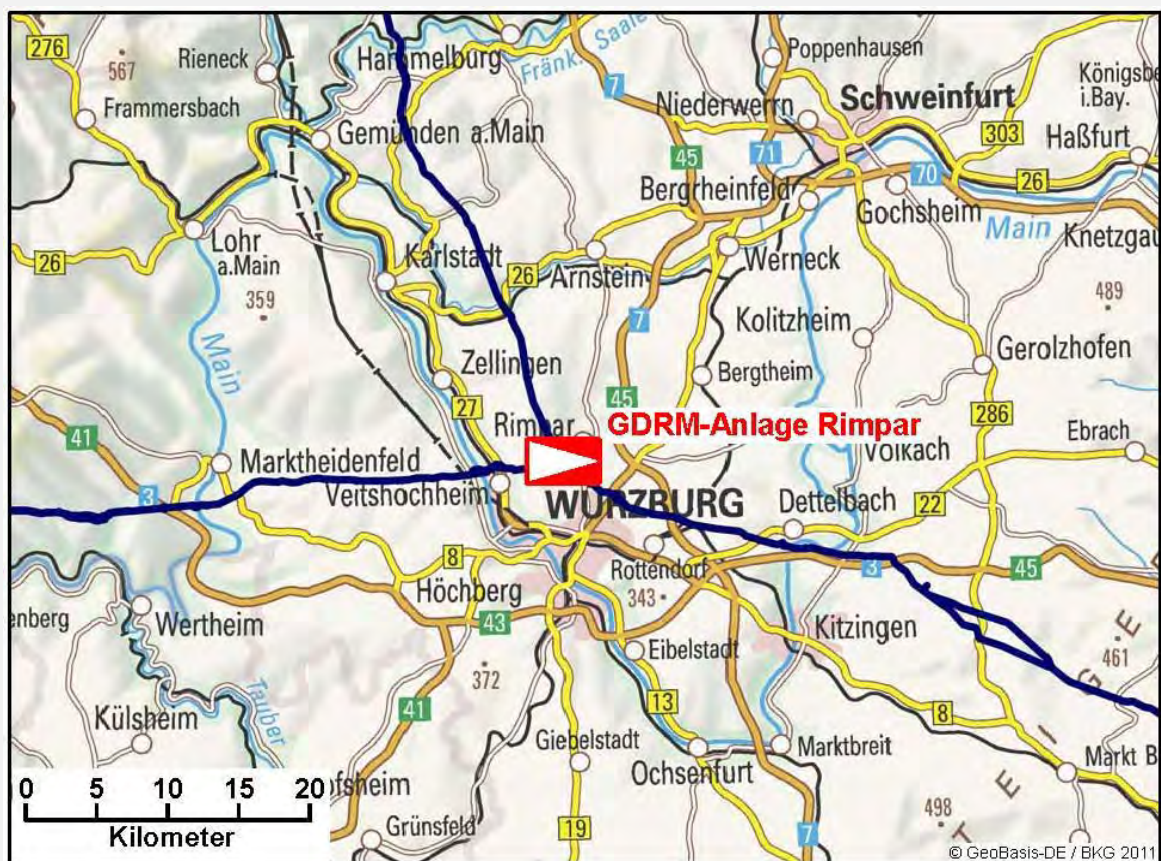 276
567
Rieneck
Hammelburg
Fränk. Saale
Poppenhausen
7
Königsbe
i.Bay.
Frammersbach
Niederwerrn
Schweinfurt
Gemünden a.Main
303
Haßfurt
45
71
70
26
Bergrheinfeld
Gochsheim
Main
Knetzgau
Lohr
a.Main
26
Karlstadt
26
Arnstein
Werneck
359
7
489
Main
Kolitzheim
Gerolzhofen
Zellingen
Bergtheim
27
45
286
41
Rimpar
GDRM-Anlage Rimpar
Ebrach
Marktheidenfeld
Volkach
3
Veitshöchheim
WÜRZBURG
Dettelbach
22
8
Rottendorf
3
45
Höchberg
343
enberg
Wertheim
43
Kitzingen
Eibelstadt
461
372
Tauber
41
13
8
Külsheim
Giebelstadt
Marktbreit
Markt B
Ochsenfurt
0 5 10 15 20
Kilometer
ofsheim
498
Grünsfeld
19
7
S T E I G E
© GeoBasis-DE / BKG 2011